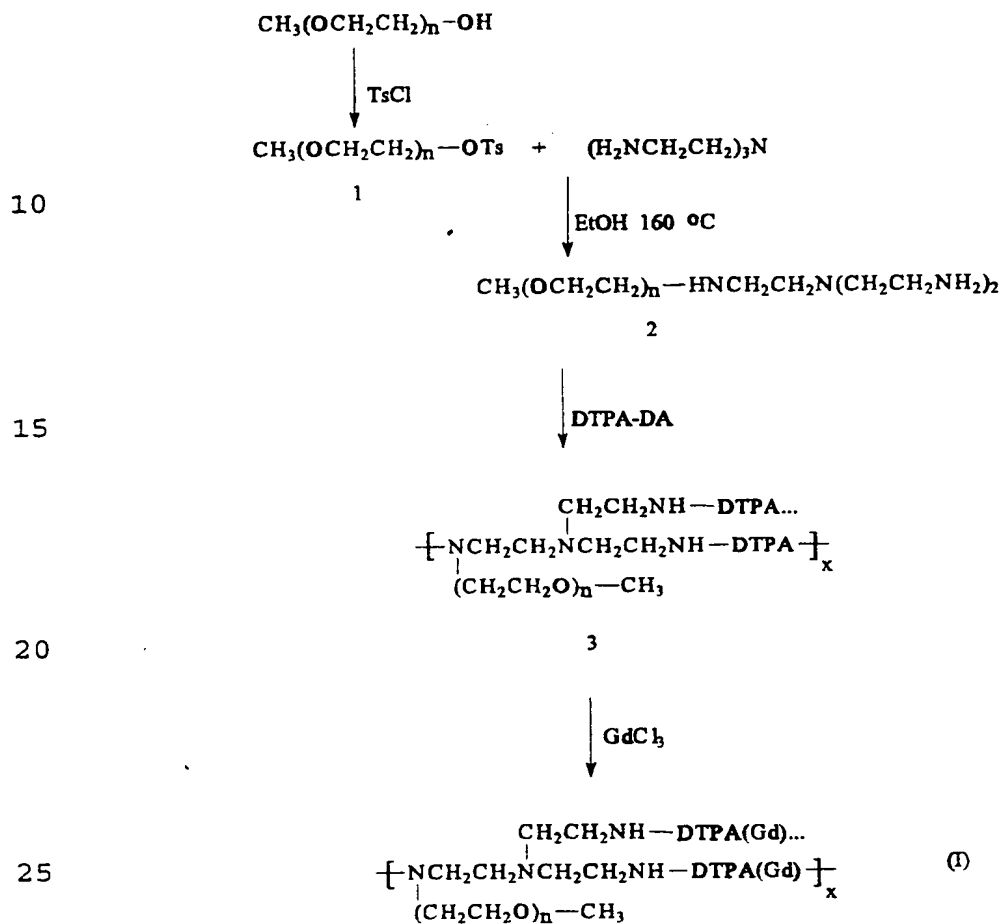 CH₃(OCH₂CH₂)n-OH
TsCl
CH₃(OCH₂CH₂)n—OTs + (H₂NCH₂CH₂)₃N
1
10
EtOH 160 ºC
CH₃(OCH₂CH₂)n—HNCH₂CH₂N(CH₂CH₂NH₂)₂
2
15
DTPA-DA
CH₂CH₂NH—DTPA...
[NCH₂CH₂NCH₂CH₂NH—DTPA]x
(CH₂CH₂O)n—CH₃
20
3
GdCl₃
CH₂CH₂NH—DTPA(Gd)...
25 [NCH₂CH₂NCH₂CH₂NH—DTPA(Gd)]x (I)
(CH₂CH₂O)n—CH₃